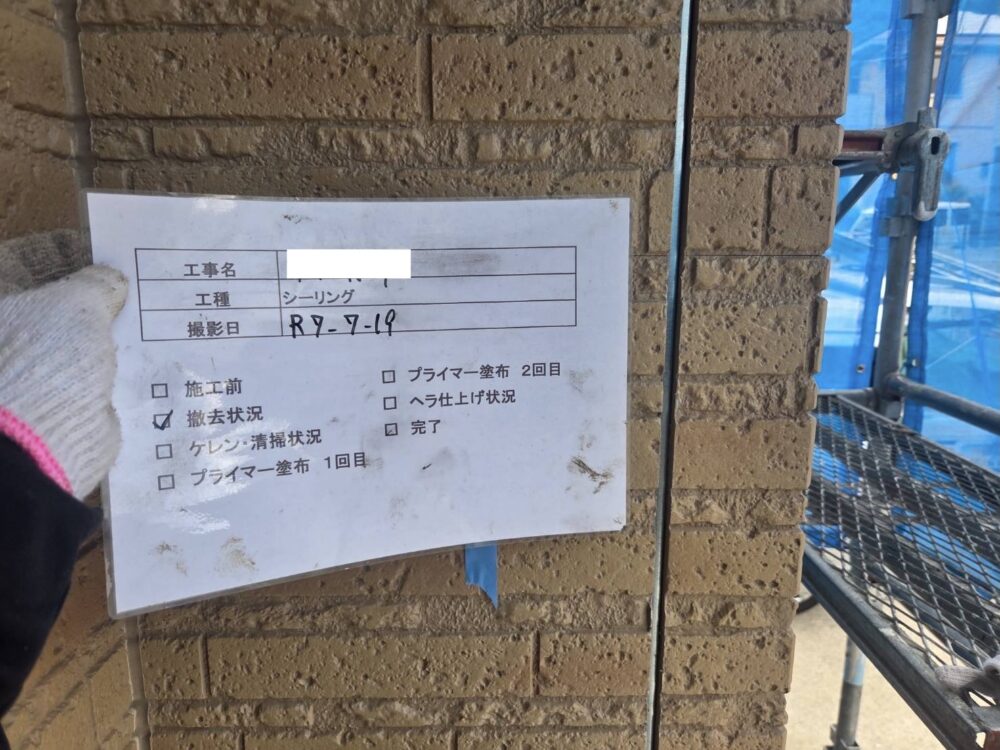 工事名
工種 シーリング
撮影日 R7-7-19
☐ 施工前
☑ 撤去状況
☐ ケレン・清掃状況
☐ プライマー塗布 1回目
☐ プライマー塗布 2回目
☐ ヘラ仕上げ状況
☑ 完了